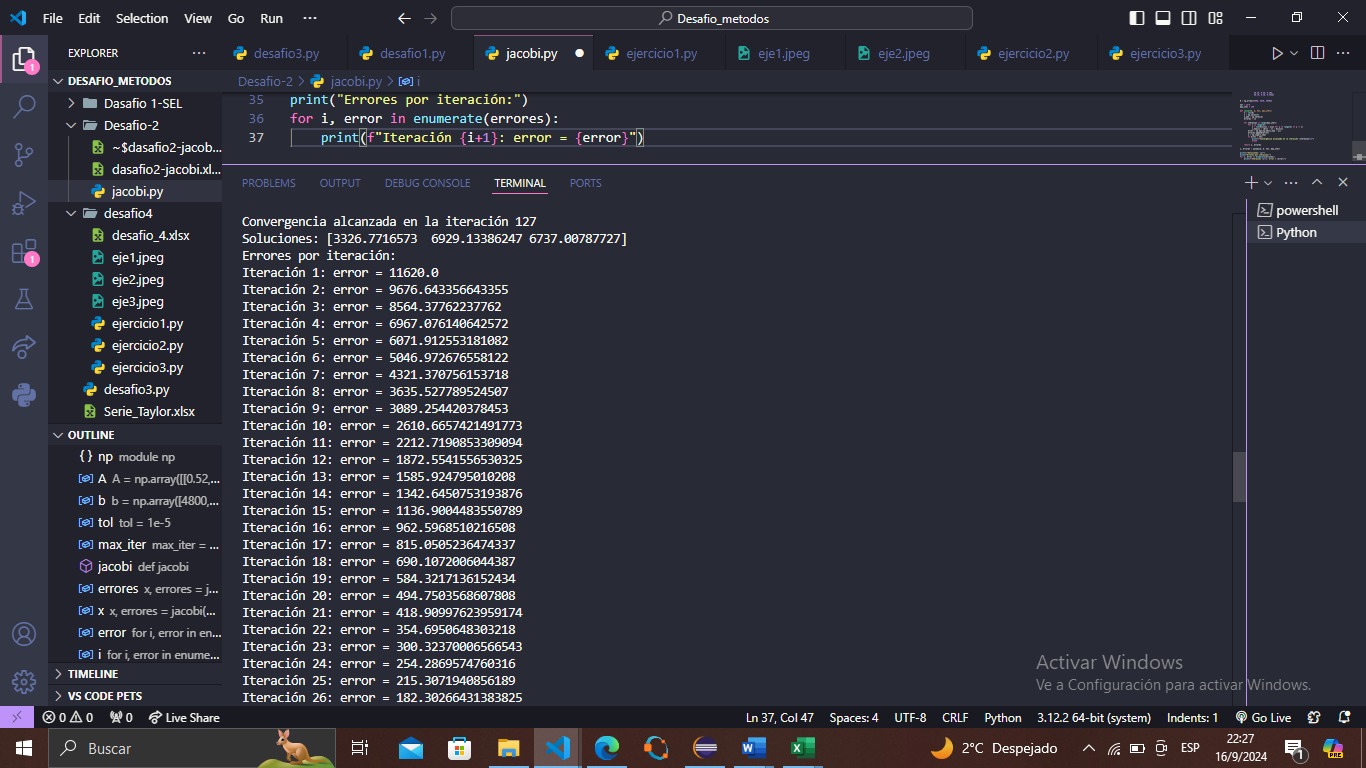 File Edit Selection View Go Run ··· Desafio_metodos
EXPLORER ···
desafio3.py desafio1.py jacobi.py ejercicio1.py eje1.jpeg eje2.jpeg ejercicio2.py ejercicio3.py ···
DESAFIO_METODOS
Dasafio 1-SEL
Desafio-2
~$dasafio2-jacob...
dasafio2-jacobi.xl...
jacobi.py
desafio4
desafio_4.xlsx
eje1.jpeg
eje2.jpeg
eje3.jpeg
ejercicio1.py
ejercicio2.py
ejercicio3.py
desafio3.py
Serie_Taylor.xlsx
OUTLINE
{} np module np
A A = np.array([[0.52,...
b b = np.array([4800,...
tol tol = 1e-5
max_iter max_iter = ...
jacobi def jacobi
errores x, errores = j...
x x, errores = jacobi(...
error for i, error in en...
i for i, error in enume...
TIMELINE
VS CODE PETS
Desafio-2 > jacobi.py > i
35 print("Errores por iteración:")
36 for i, error in enumerate(errores):
37 print(f"Iteración {i+1}: error = {error}")
PROBLEMS OUTPUT DEBUG CONSOLE TERMINAL PORTS
powershell
Python
Convergencia alcanzada en la iteración 127
Soluciones: [3326.7716573  6929.13386247 6737.00787727]
Errores por iteración:
Iteración 1: error = 11620.0
Iteración 2: error = 9676.643356643355
Iteración 3: error = 8564.37762237762
Iteración 4: error = 6967.076140642572
Iteración 5: error = 6071.912553181082
Iteración 6: error = 5046.972676558122
Iteración 7: error = 4321.370756153718
Iteración 8: error = 3635.527789524507
Iteración 9: error = 3089.254420378453
Iteración 10: error = 2610.6657421491773
Iteración 11: error = 2212.7190853309094
Iteración 12: error = 1872.5541556530325
Iteración 13: error = 1585.924795010208
Iteración 14: error = 1342.6450753193876
Iteración 15: error = 1136.9004483550789
Iteración 16: error = 962.5968510216508
Iteración 17: error = 815.0505236474337
Iteración 18: error = 690.1072006044387
Iteración 19: error = 584.3217136152434
Iteración 20: error = 494.7503568607808
Iteración 21: error = 418.90997623959174
Iteración 22: error = 354.6950648303218
Iteración 23: error = 300.32370006566543
Iteración 24: error = 254.2869574760316
Iteración 25: error = 215.3071940856189
Iteración 26: error = 182.30266431383825
Activar Windows
Ve a Configuración para activar Windows.
0 0 0 Live Share Ln 37, Col 47 Spaces: 4 UTF-8 CRLF Python 3.12.2 64-bit (system) Indents: 1 Go Live
Buscar 2°C Despejado ESP 22:27
16/9/2024